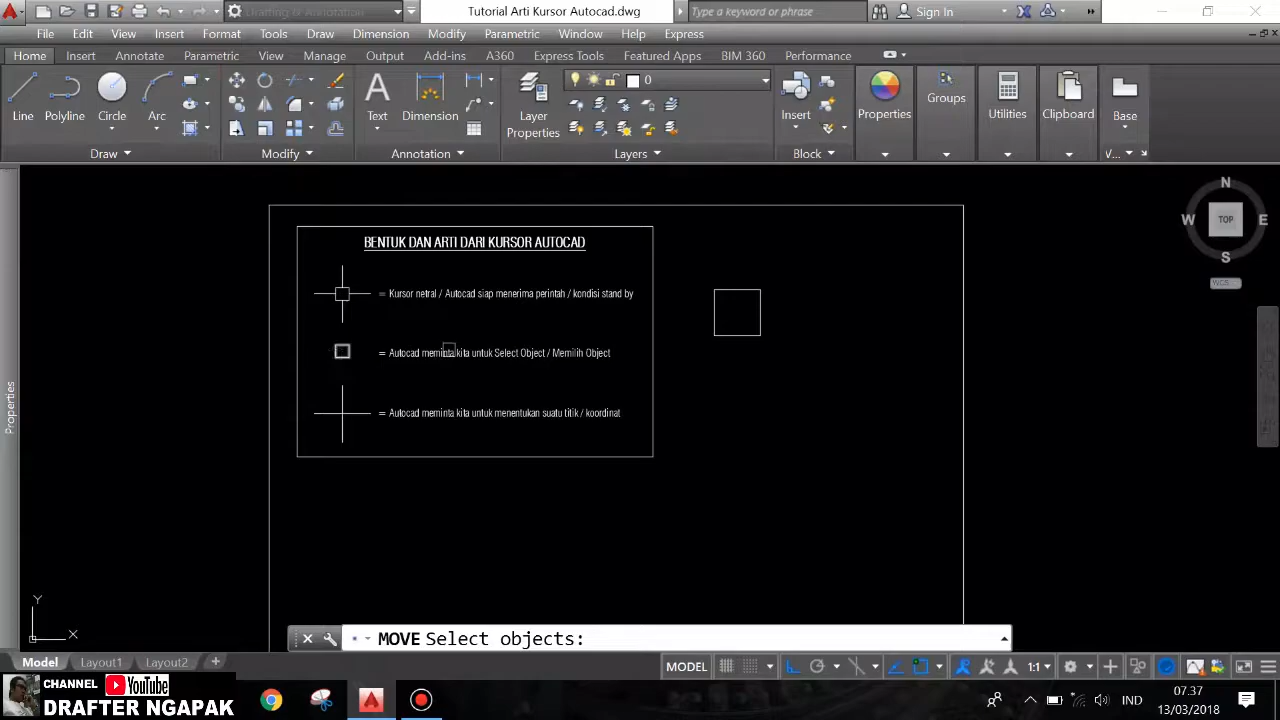 Drafting & Annotation
Tutorial Arti Kursor Autocad.dwg
Type a keyword or phrase
Sign In
File Edit View Insert Format Tools Draw Dimension Modify Parametric Window Help Express
Home Insert Annotate Parametric View Manage Output Add-ins A360 Express Tools Featured Apps BIM 360 Performance
Line Polyline Circle Arc
Text Dimension
Layer Properties
0
Insert
Properties
Groups
Utilities
Clipboard
Base
Draw Modify Annotation Layers Block V...
N
W TOP E
S
WCS
Properties
BENTUK DAN ARTI DARI KURSOR AUTOCAD
= Kursor netral / Autocad siap menerima perintah / kondisi stand by
= Autocad meminta kita untuk Select Object / Memilih Object
= Autocad meminta kita untuk menentukan suatu titik / koordinat
Y
X
MOVE Select objects:
Model Layout1 Layout2 +
MODEL 1:1
CHANNEL YouTube
DRAFTER NGAPAK
IND
07.37
13/03/2018